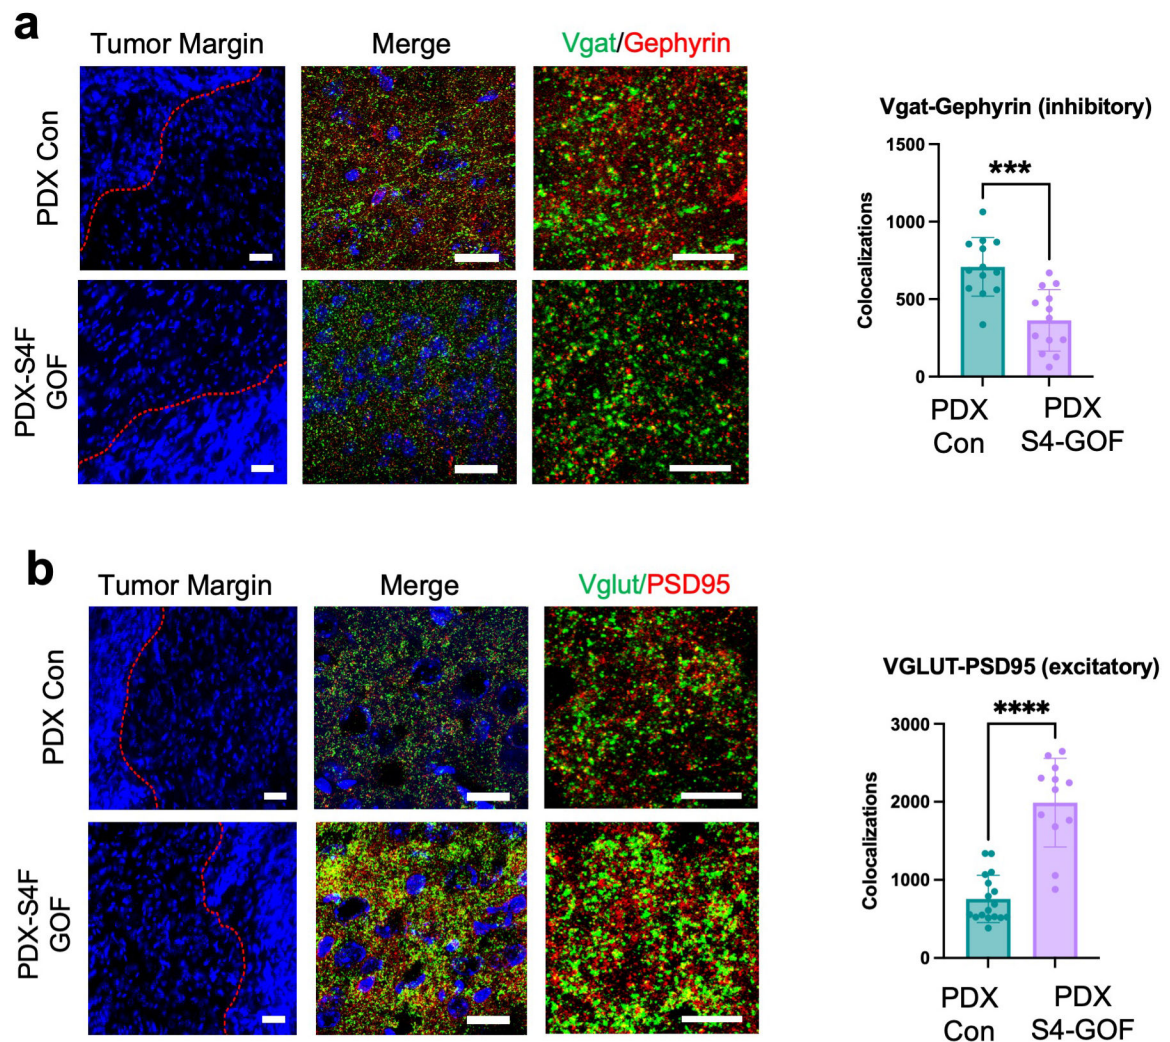 a
Tumor Margin
Merge
Vgat/Gephyrin
PDX Con
PDX-S4F
GOF
Vgat-Gephyrin (inhibitory)
Colocalizations
1500
1000
500
0
***
PDX
Con
PDX
S4-GOF
b
Tumor Margin
Merge
Vglut/PSD95
PDX Con
PDX-S4F
GOF
VGLUT-PSD95 (excitatory)
Colocalizations
3000
2000
1000
0
****
PDX
Con
PDX
S4-GOF